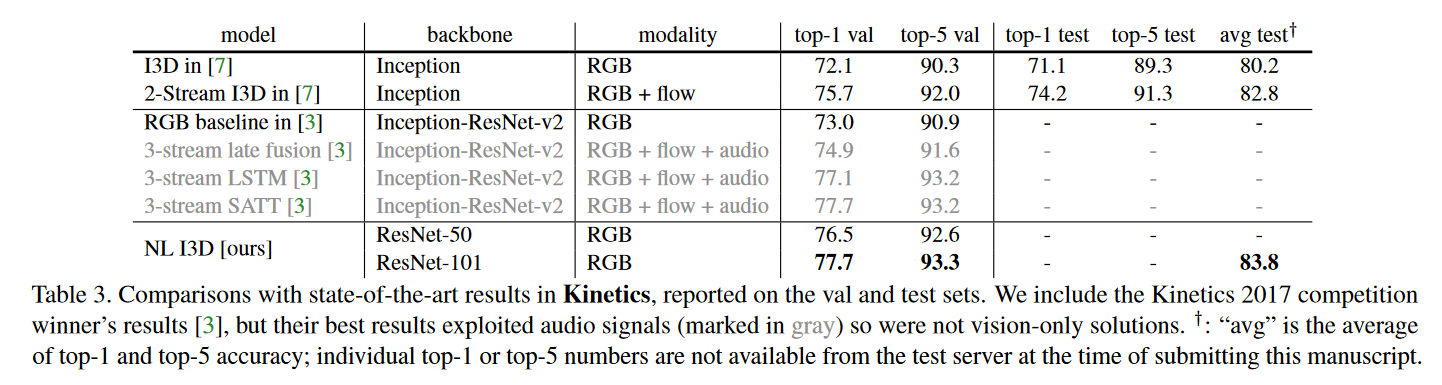 model backbone modality top-1 val top-5 val top-1 test top-5 test avg test†
I3D in [7] Inception RGB 72.1 90.3 71.1 89.3 80.2
2-Stream I3D in [7] Inception RGB + flow 75.7 92.0 74.2 91.3 82.8
RGB baseline in [3] Inception-ResNet-v2 RGB 73.0 90.9 - - -
3-stream late fusion [3] Inception-ResNet-v2 RGB + flow + audio 74.9 91.6 - - -
3-stream LSTM [3] Inception-ResNet-v2 RGB + flow + audio 77.1 93.2 - - -
3-stream SATT [3] Inception-ResNet-v2 RGB + flow + audio 77.7 93.2 - - -
NL I3D [ours] ResNet-50 RGB 76.5 92.6 - - -
ResNet-101 RGB 77.7 93.3 - - 83.8
Table 3. Comparisons with state-of-the-art results in Kinetics, reported on the val and test sets. We include the Kinetics 2017 competition
winner's results [3], but their best results exploited audio signals (marked in gray) so were not vision-only solutions. †: “avg” is the average
of top-1 and top-5 accuracy; individual top-1 or top-5 numbers are not available from the test server at the time of submitting this manuscript.